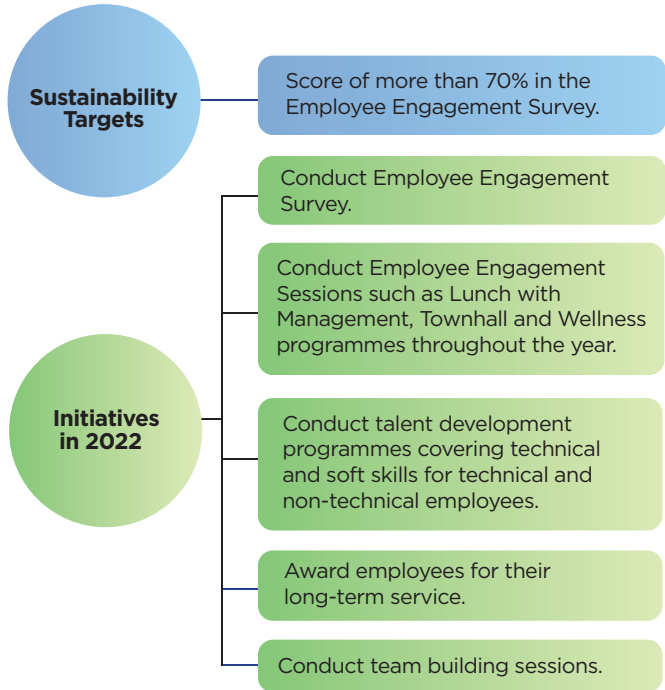 Sustainability
Targets
Score of more than 70% in the
Employee Engagement Survey.
Initiatives
in 2022
Conduct Employee Engagement
Survey.
Conduct Employee Engagement
Sessions such as Lunch with
Management, Townhall and Wellness
programmes throughout the year.
Conduct talent development
programmes covering technical
and soft skills for technical and
non-technical employees.
Award employees for their
long-term service.
Conduct team building sessions.